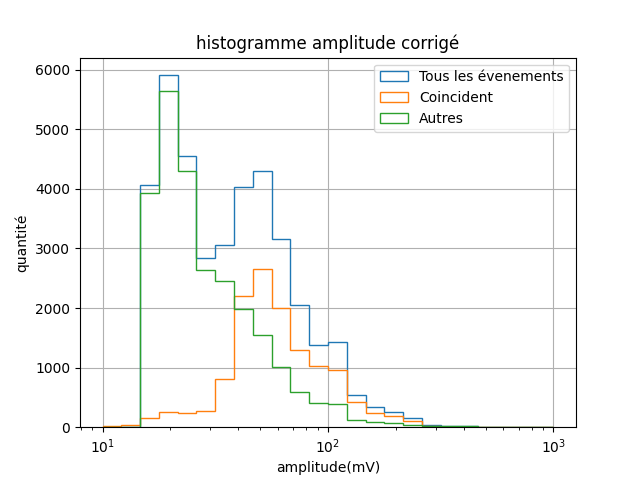 histogramme amplitude corrigé
Tous les évenements
Coincident
Autres
quantité
6000
5000
4000
3000
2000
1000
0
10¹ 10² 10³
amplitude(mV)